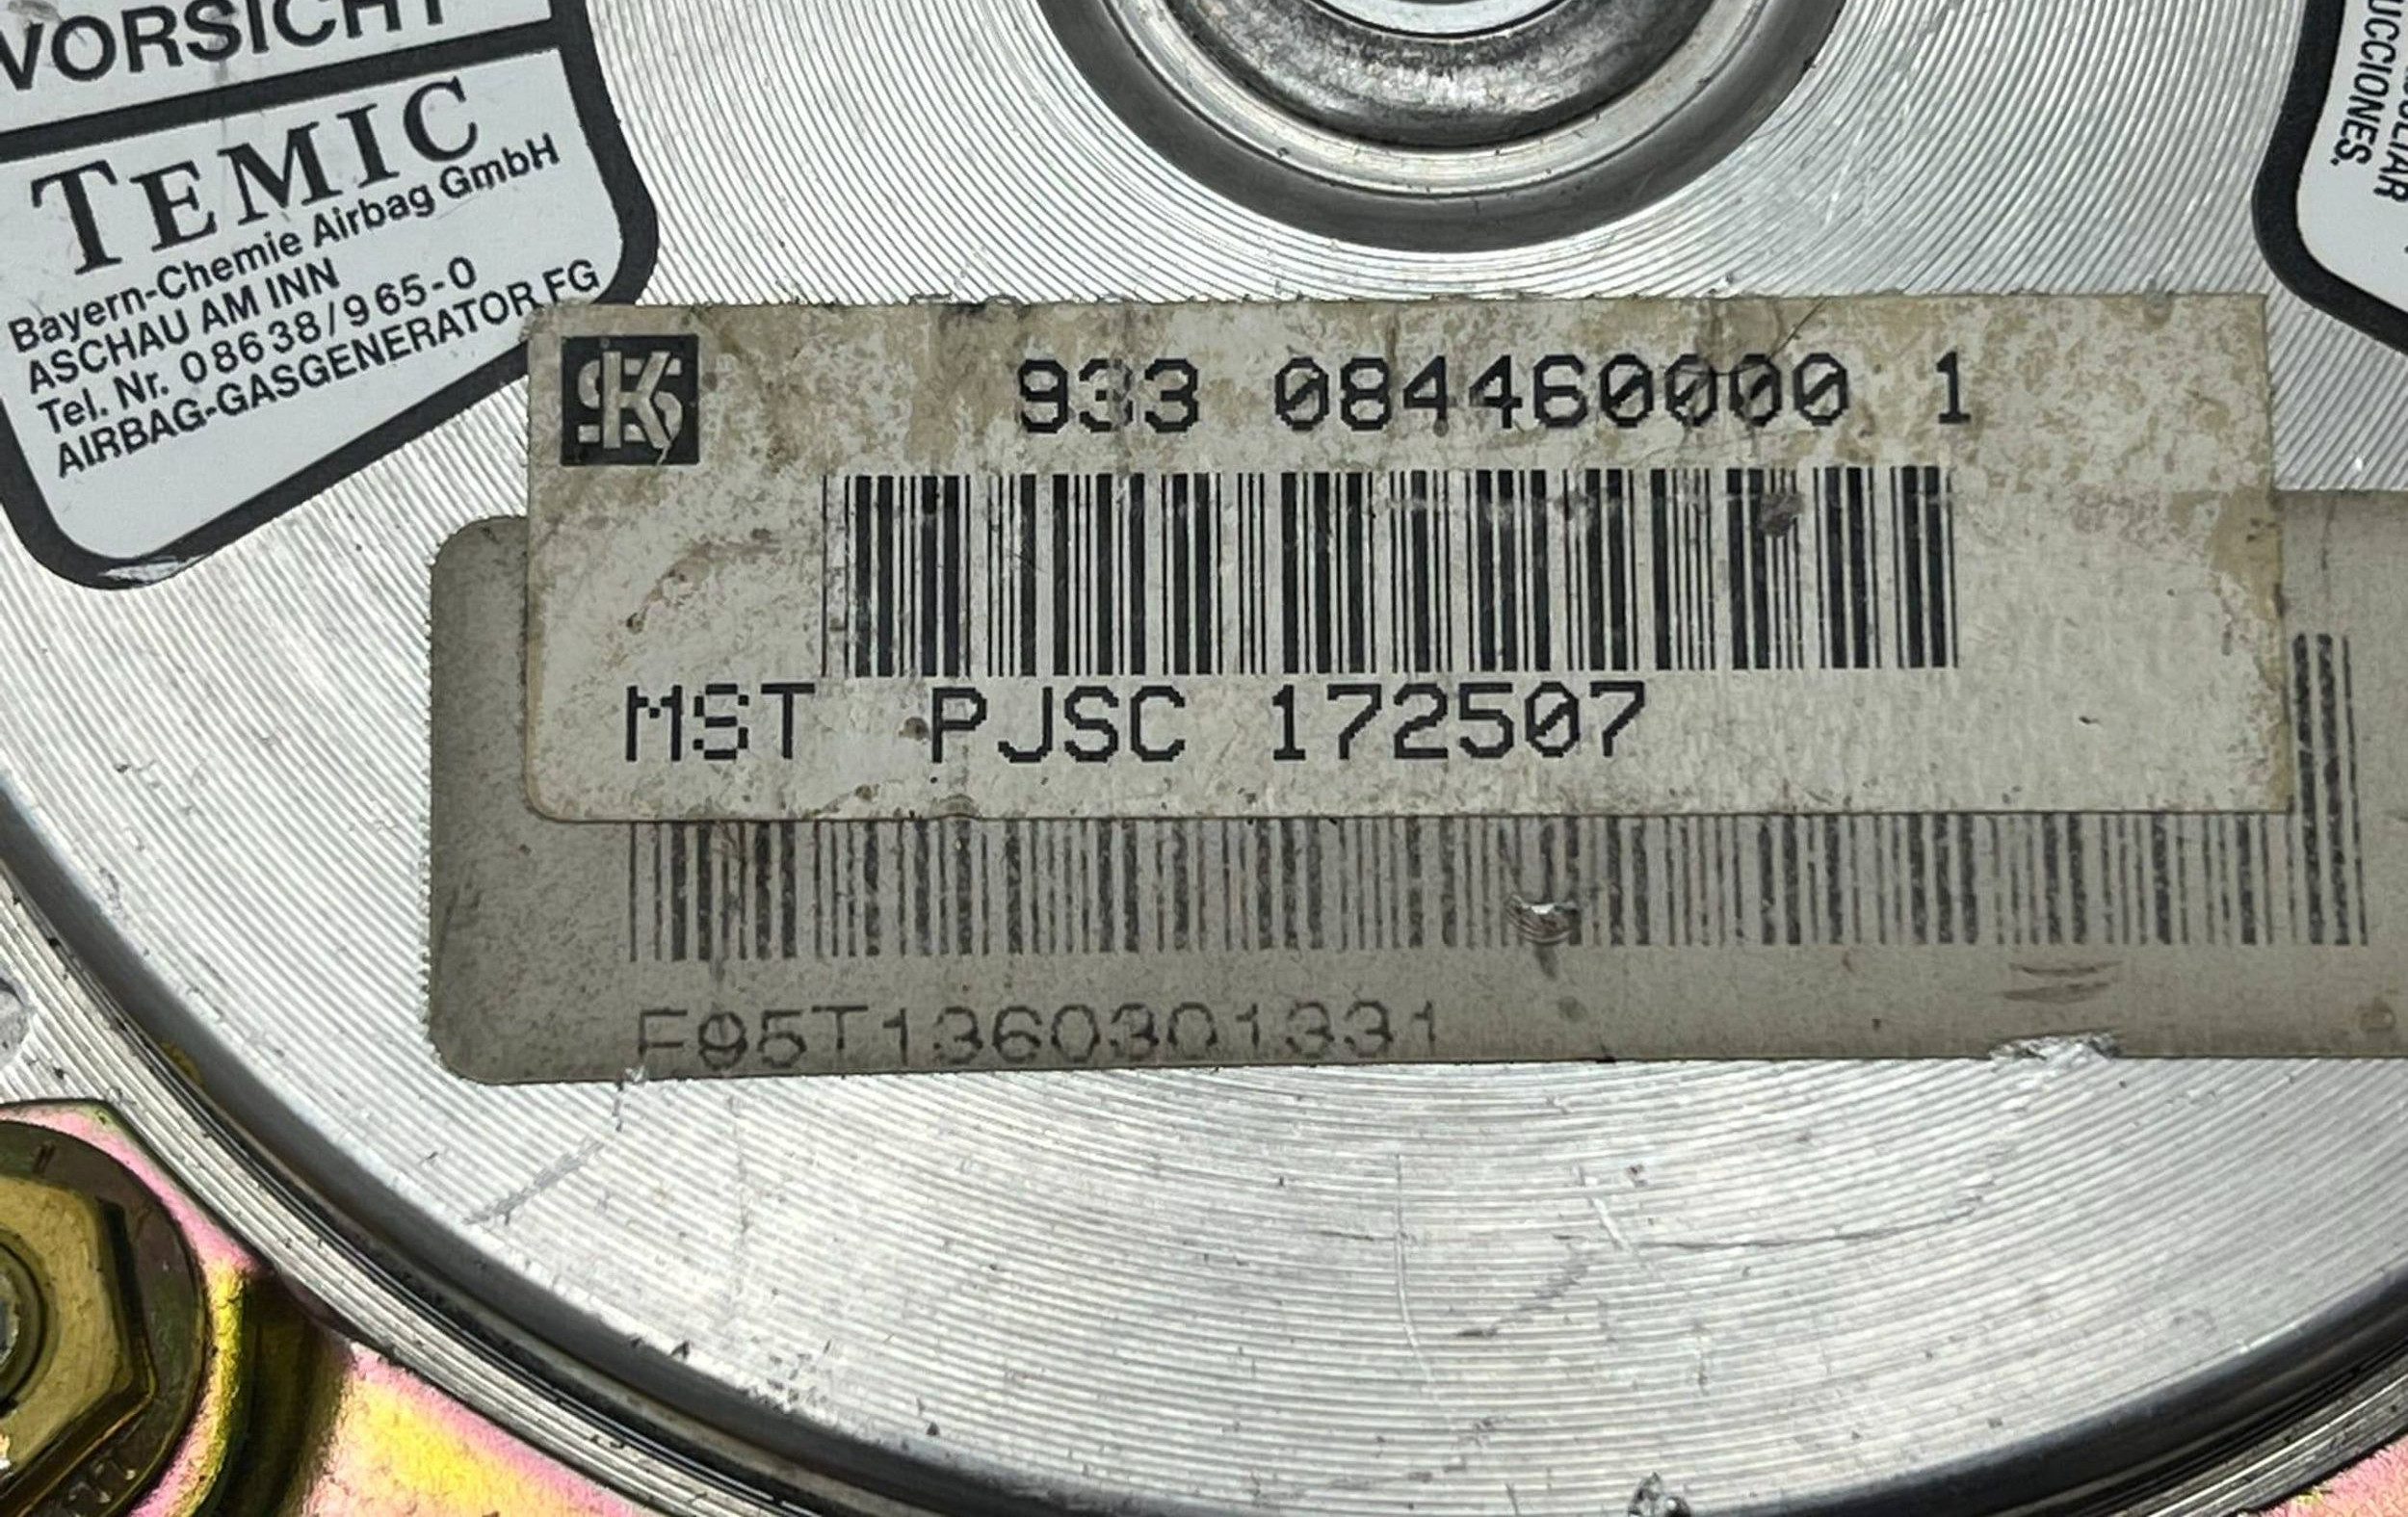 VORSICHT
TEMIC
Bayern-Chemie Airbag GmbH
ASCHAU AM INN
Tel. Nr. 08638/965-0
AIRBAG-GASGENERATOR FG
UCCIONES.
933 084460000 1
MST PJSC 172507
F95T1360301331